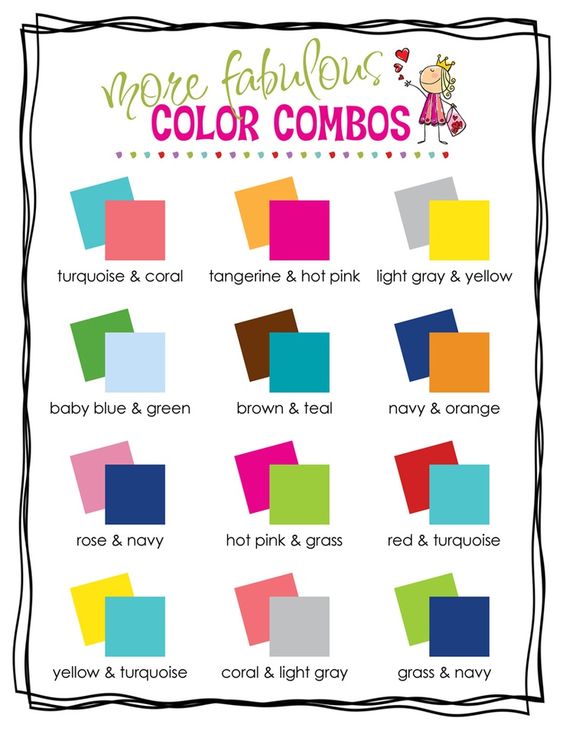 more fabulous
COLOR COMBOS
turquoise & coral
tangerine & hot pink
light gray & yellow
baby blue & green
brown & teal
navy & orange
rose & navy
hot pink & grass
red & turquoise
yellow & turquoise
coral & light gray
grass & navy